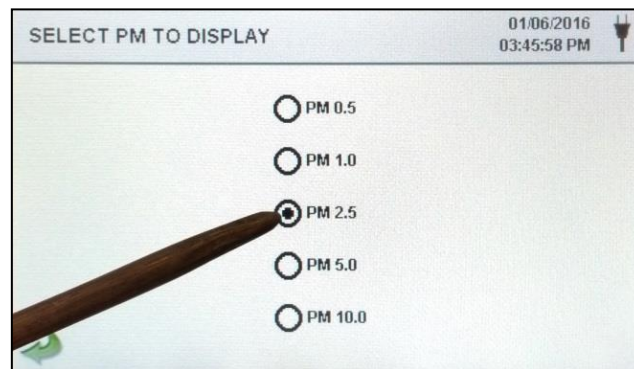 SELECT PM TO DISPLAY
01/06/2016
03:45:58 PM
PM 0.5
PM 1.0
PM 2.5
PM 5.0
PM 10.0